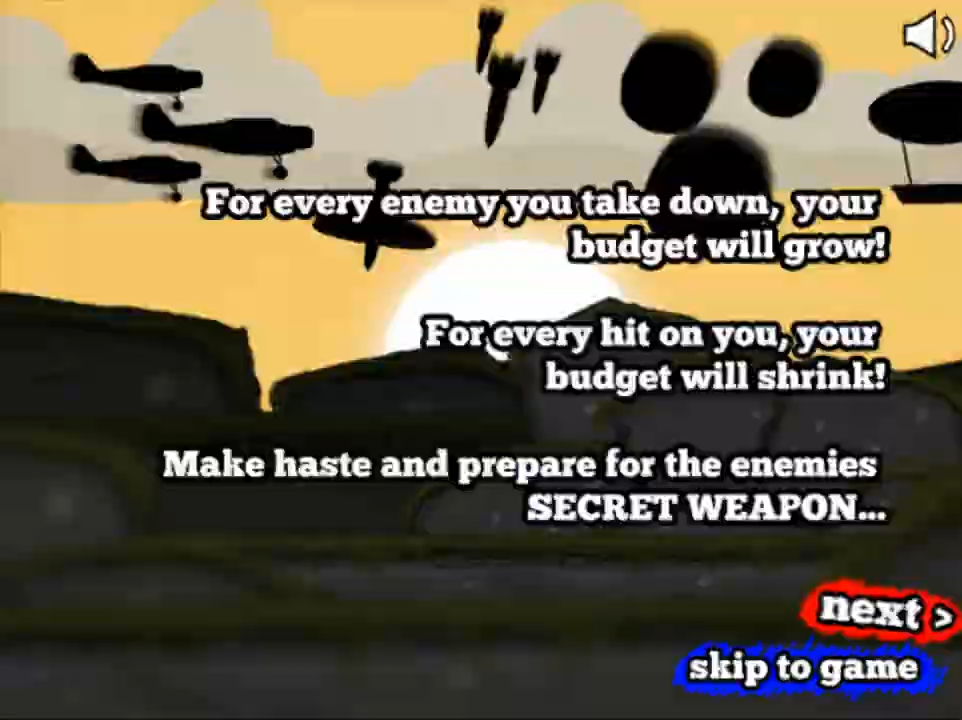 For every enemy you take down, your
budget will grow!
For every hit on you, your
budget will shrink!
Make haste and prepare for the enemies
SECRET WEAPON...
next >
skip to game